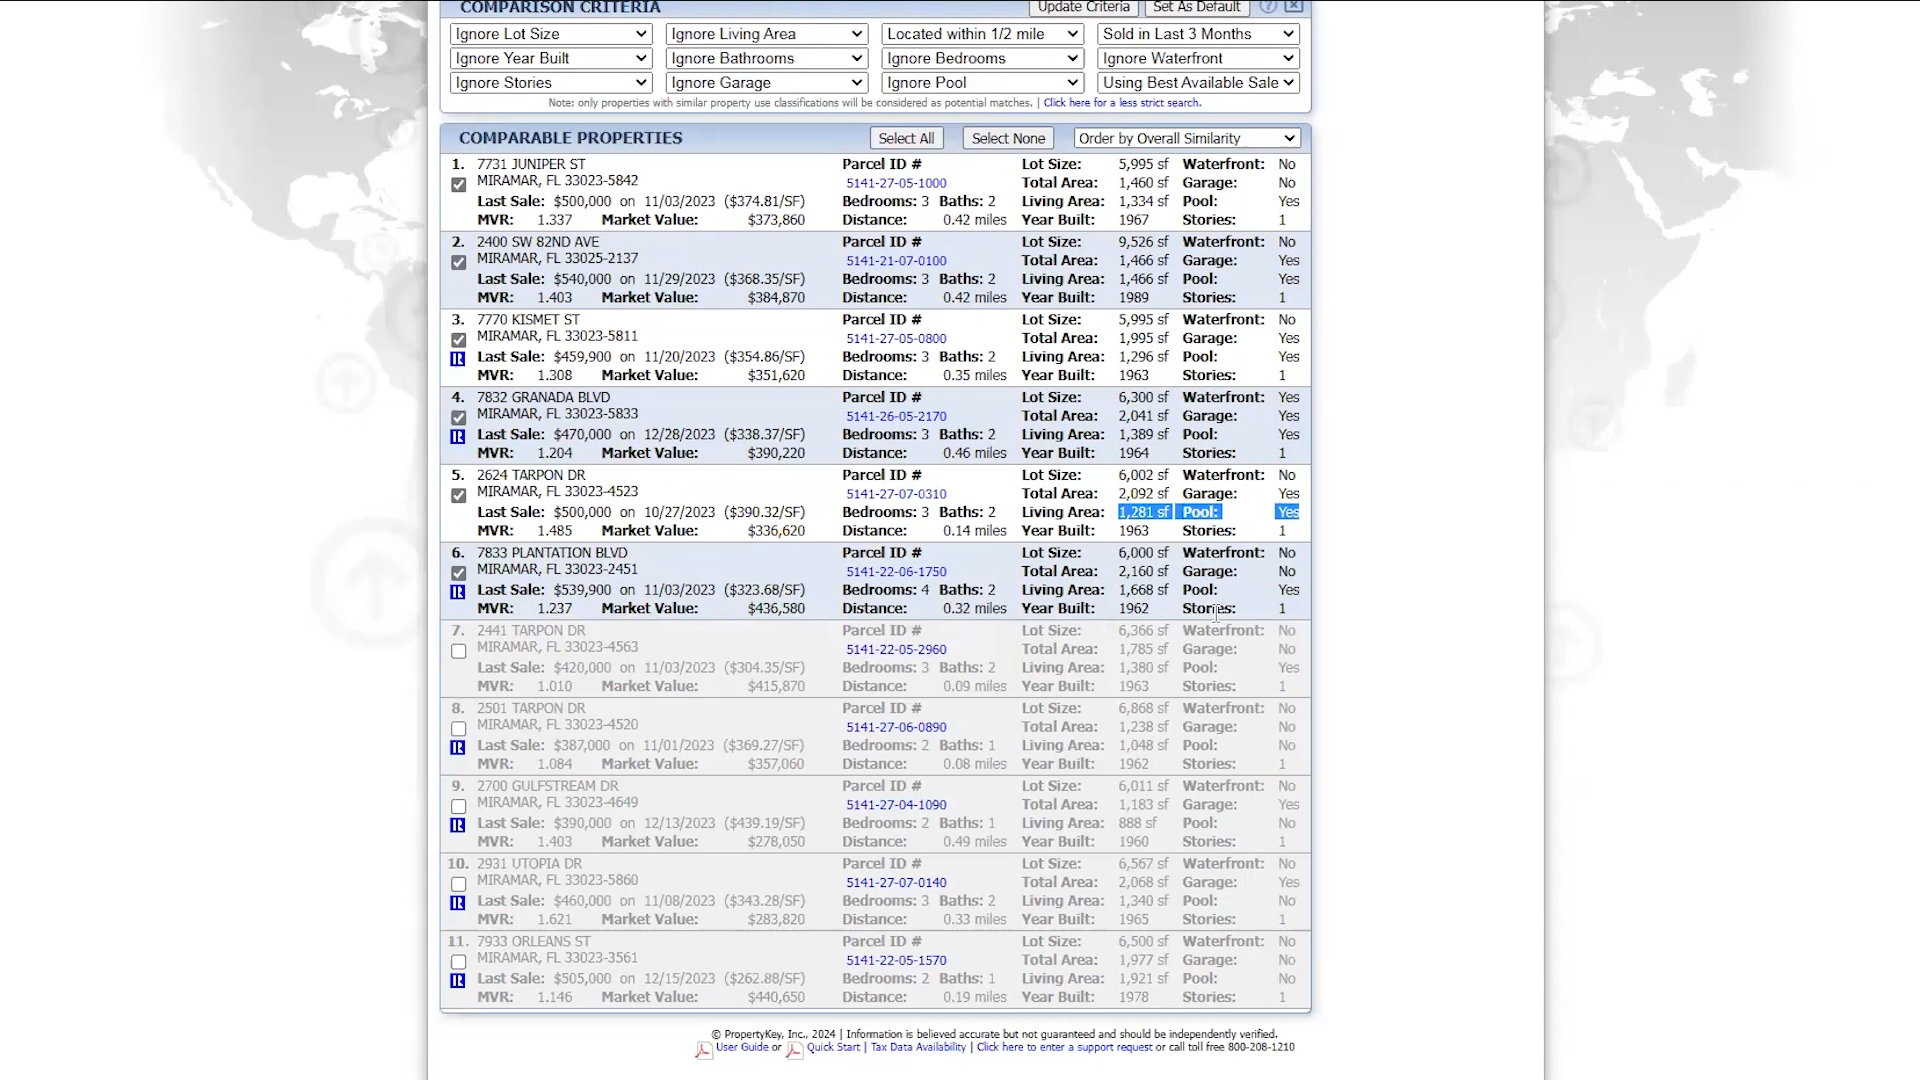 COMPARISON CRITERIA Update Criteria Set As Default ?
Ignore Lot Size Ignore Living Area Located within 1/2 mile Sold in Last 3 Months
Ignore Year Built Ignore Bathrooms Ignore Bedrooms Ignore Waterfront
Ignore Stories Ignore Garage Ignore Pool Using Best Available Sale
Note: only properties with similar property use classifications will be considered as potential matches. | Click here for a less strict search.
COMPARABLE PROPERTIES Select All Select None Order by Overall Similarity
1. 7731 JUNIPER ST Parcel ID # Lot Size: 5,995 sf Waterfront: No
MIRAMAR, FL 33023-5842 5141-27-05-1000 Total Area: 1,460 sf Garage: No
Last Sale: $500,000 on 11/03/2023 ($374.81/SF) Bedrooms: 3 Baths: 2 Living Area: 1,334 sf Pool: Yes
MVR: 1.337 Market Value: $373,860 Distance: 0.42 miles Year Built: 1967 Stories: 1
2. 2400 SW 82ND AVE Parcel ID # Lot Size: 9,526 sf Waterfront: No
MIRAMAR, FL 33025-2137 5141-21-07-0100 Total Area: 1,466 sf Garage: Yes
Last Sale: $540,000 on 11/29/2023 ($368.35/SF) Bedrooms: 3 Baths: 2 Living Area: 1,466 sf Pool: Yes
MVR: 1.403 Market Value: $384,870 Distance: 0.42 miles Year Built: 1989 Stories: 1
3. 7770 KISMET ST Parcel ID # Lot Size: 5,995 sf Waterfront: No
MIRAMAR, FL 33023-5811 5141-27-05-0800 Total Area: 1,995 sf Garage: Yes
Last Sale: $459,900 on 11/20/2023 ($354.86/SF) Bedrooms: 3 Baths: 2 Living Area: 1,296 sf Pool: Yes
MVR: 1.308 Market Value: $351,620 Distance: 0.35 miles Year Built: 1963 Stories: 1
4. 7832 GRANADA BLVD Parcel ID # Lot Size: 6,300 sf Waterfront: Yes
MIRAMAR, FL 33023-5833 5141-26-05-2170 Total Area: 2,041 sf Garage: Yes
Last Sale: $470,000 on 12/28/2023 ($338.37/SF) Bedrooms: 3 Baths: 2 Living Area: 1,389 sf Pool: Yes
MVR: 1.204 Market Value: $390,220 Distance: 0.46 miles Year Built: 1964 Stories: 1
5. 2624 TARPON DR Parcel ID # Lot Size: 6,002 sf Waterfront: No
MIRAMAR, FL 33023-4523 5141-27-07-0310 Total Area: 2,092 sf Garage: Yes
Last Sale: $500,000 on 10/27/2023 ($390.32/SF) Bedrooms: 3 Baths: 2 Living Area: 1,281 sf Pool: Yes
MVR: 1.485 Market Value: $336,620 Distance: 0.14 miles Year Built: 1963 Stories: 1
6. 7833 PLANTATION BLVD Parcel ID # Lot Size: 6,000 sf Waterfront: No
MIRAMAR, FL 33023-2451 5141-22-06-1750 Total Area: 2,160 sf Garage: No
R Last Sale: $539,900 on 11/03/2023 ($323.68/SF) Bedrooms: 4 Baths: 2 Living Area: 1,668 sf Pool: Yes
MVR: 1.237 Market Value: $436,580 Distance: 0.32 miles Year Built: 1962 Stories: 1
7. 2441 TARPON DR Parcel ID # Lot Size: 6,366 sf Waterfront: No
MIRAMAR, FL 33023-4563 5141-22-05-2960 Total Area: 1,785 sf Garage: No
Last Sale: $420,000 on 11/03/2023 ($304.35/SF) Bedrooms: 3 Baths: 2 Living Area: 1,380 sf Pool: Yes
MVR: 1.010 Market Value: $415,870 Distance: 0.09 miles Year Built: 1963 Stories: 1
8. 2501 TARPON DR Parcel ID # Lot Size: 6,868 sf Waterfront: No
MIRAMAR, FL 33023-4520 5141-27-06-0890 Total Area: 1,238 sf Garage: No
R Last Sale: $387,000 on 11/01/2023 ($369.27/SF) Bedrooms: 2 Baths: 1 Living Area: 1,048 sf Pool: No
MVR: 1.084 Market Value: $357,060 Distance: 0.08 miles Year Built: 1962 Stories: 1
9. 2700 GULFSTREAM DR Parcel ID # Lot Size: 6,011 sf Waterfront: No
MIRAMAR, FL 33023-4649 5141-27-04-1090 Total Area: 1,183 sf Garage: Yes
R Last Sale: $390,000 on 12/13/2023 ($439.19/SF) Bedrooms: 2 Baths: 1 Living Area: 888 sf Pool: No
MVR: 1.403 Market Value: $278,050 Distance: 0.49 miles Year Built: 1960 Stories: 1
10. 2931 UTOPIA DR Parcel ID # Lot Size: 6,567 sf Waterfront: No
MIRAMAR, FL 33023-5860 5141-27-07-0140 Total Area: 2,068 sf Garage: Yes
R Last Sale: $460,000 on 11/08/2023 ($343.28/SF) Bedrooms: 3 Baths: 2 Living Area: 1,340 sf Pool: No
MVR: 1.621 Market Value: $283,820 Distance: 0.33 miles Year Built: 1965 Stories: 1
11. 7933 ORLEANS ST Parcel ID # Lot Size: 6,500 sf Waterfront: No
MIRAMAR, FL 33023-3561 5141-22-05-1570 Total Area: 1,977 sf Garage: No
R Last Sale: $505,000 on 12/15/2023 ($262.88/SF) Bedrooms: 2 Baths: 1 Living Area: 1,921 sf Pool: No
MVR: 1.146 Market Value: $440,650 Distance: 0.19 miles Year Built: 1978 Stories: 1
© PropertyKey, Inc., 2024 | Information is believed accurate but not guaranteed and should be independently verified.
User Guide or Quick Start | Tax Data Availability | Click here to enter a support request or call toll free 800-208-1210